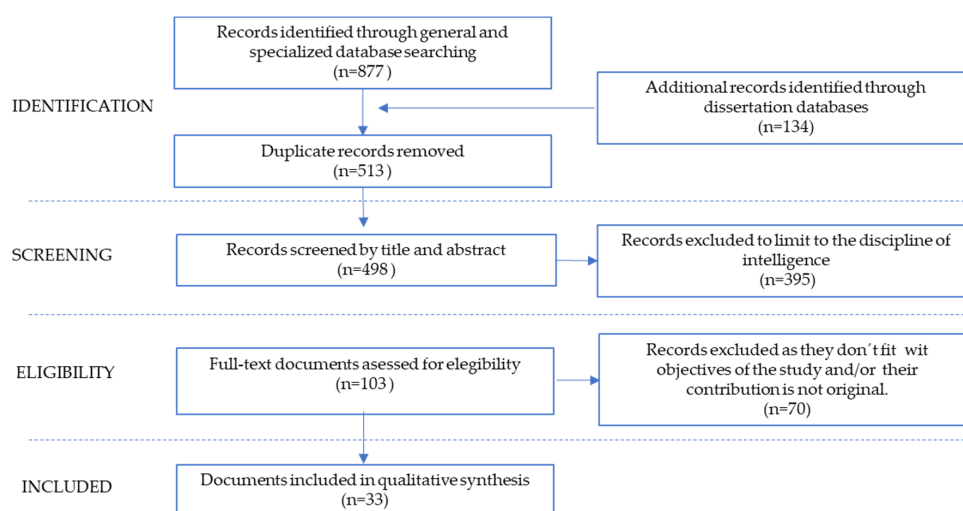 Records identified through general and
specialized database searching
(n=877)
IDENTIFICATION
Additional records identified through
dissertation databases
(n=134)
Duplicate records removed
(n=513)
SCREENING
Records screened by title and abstract
(n=498)
Records excluded to limit to the discipline of
intelligence
(n=395)
ELIGIBILITY
Full-text documents asessed for elegibility
(n=103)
Records excluded as they don´t fit wit
objectives of the study and/or their
contribution is not original.
(n=70)
INCLUDED
Documents included in qualitative synthesis
(n=33)